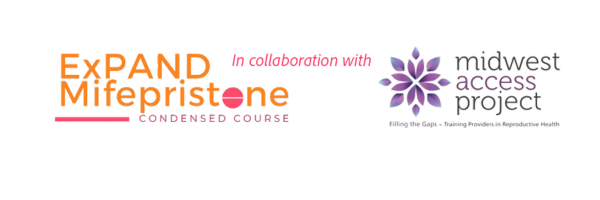 ExPAND
Mifepristone
CONDENSED COURSE
In collaboration with
midwest
access
project
Filling the Gaps – Training Providers in Reproductive Health